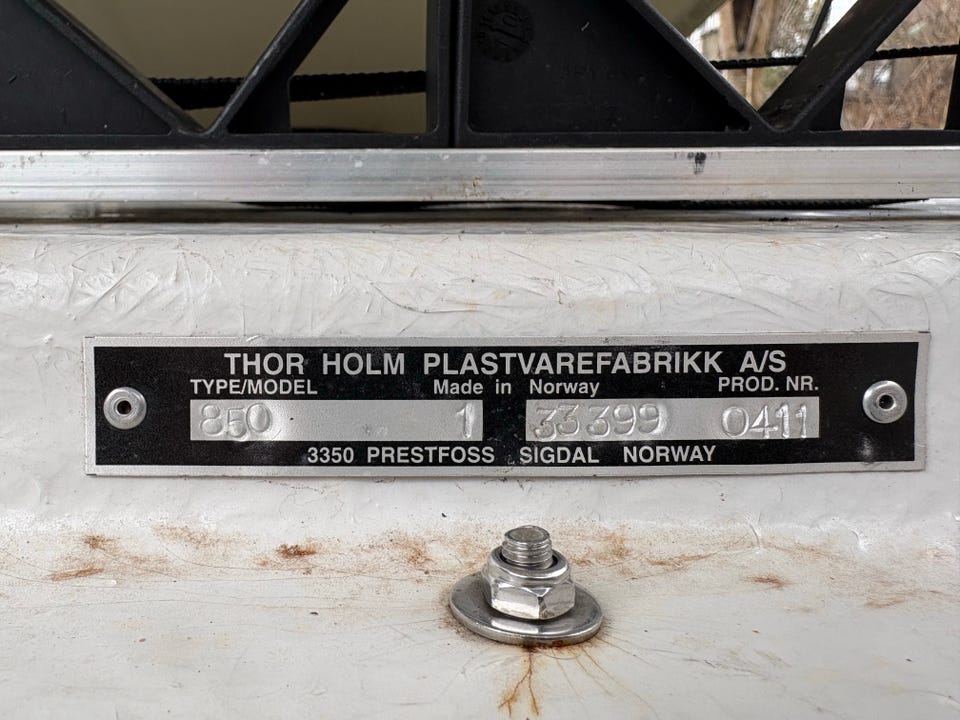 THOR HOLM PLASTVAREFABRIKK A/S
TYPE/MODEL Made in Norway PROD. NR.
850 1 33399 0411
3350 PRESTFOSS SIGDAL NORWAY